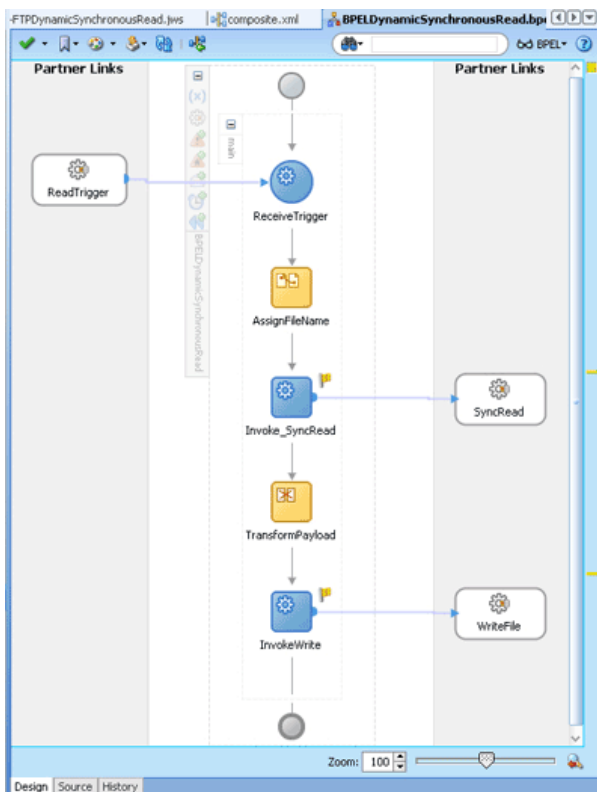 -FTPDynamicSynchronousRead.jws
composite.xml
BPELDynamicSynchronousRead.bpe
BPEL
Partner Links
Partner Links
main
ReadTrigger
ReceiveTrigger
BPELDynamicSynchronousRead
AssignFileName
Invoke_SyncRead
SyncRead
TransformPayload
InvokeWrite
WriteFile
Zoom: 100
Design Source History